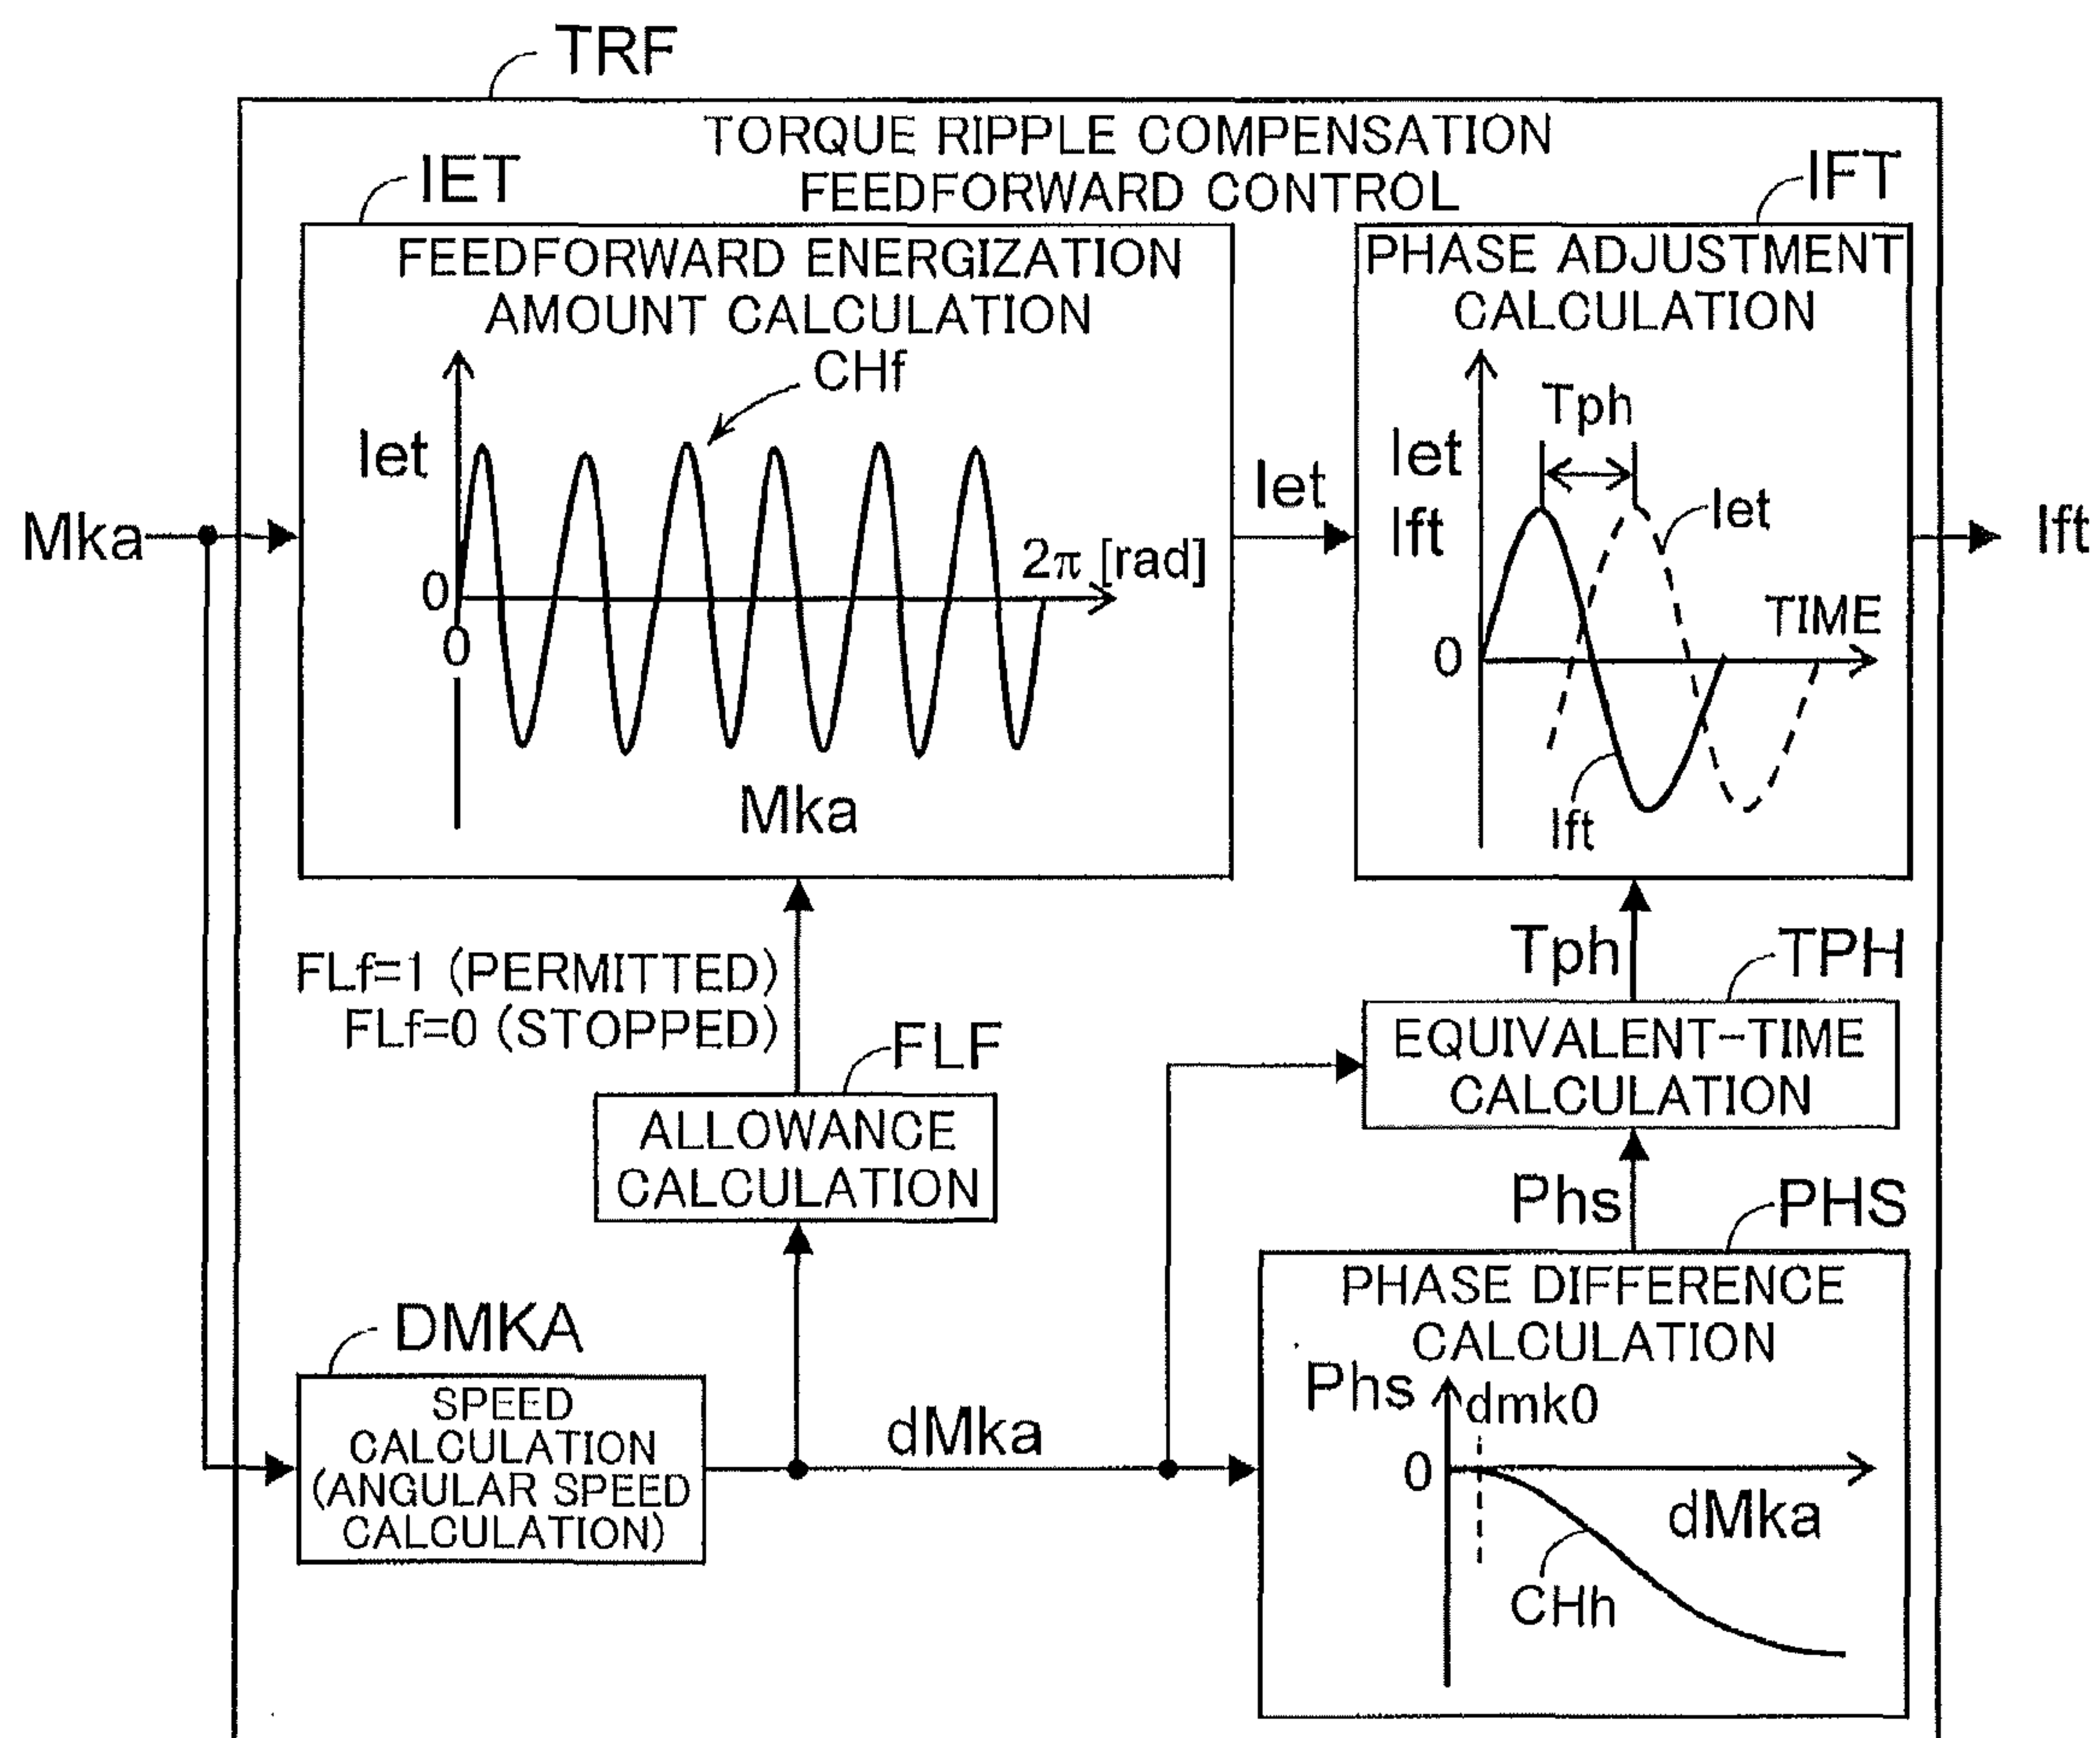 TRF
TORQUE RIPPLE COMPENSATION
FEEDFORWARD CONTROL
IET
FEEDFORWARD ENERGIZATION
AMOUNT CALCULATION
CHf
Iet
2π [rad]
0
0
Mka
Mka
Iet
IFT
PHASE ADJUSTMENT
CALCULATION
Tph
Iet
Ift
Iet
TIME
0
Ift
Ift
FLf=1 (PERMITTED)
FLf=0 (STOPPED)
FLF
ALLOWANCE
CALCULATION
Tph
TPH
EQUIVALENT-TIME
CALCULATION
Phs
PHS
DMKA
SPEED
CALCULATION
(ANGULAR SPEED
CALCULATION)
dMka
PHASE DIFFERENCE
CALCULATION
Phs
dmk0
0
dMka
CHh